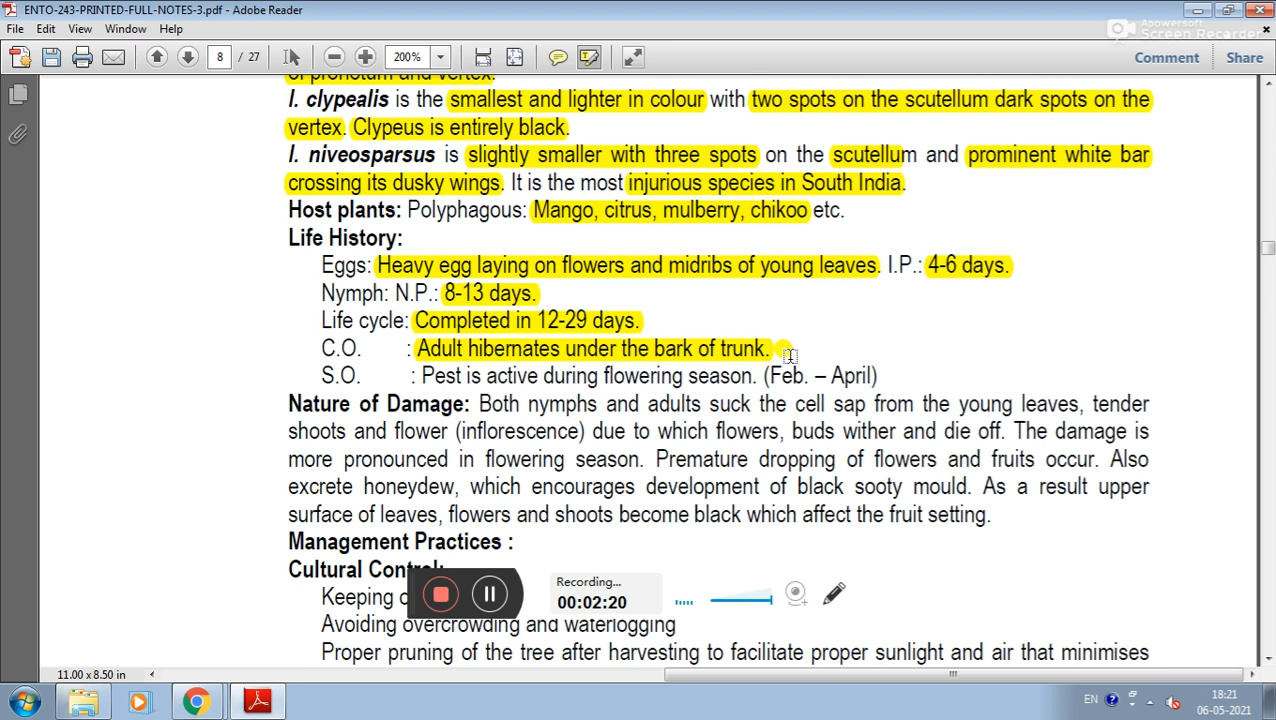 ENTO-243-PRINTED-FULL-NOTES-3.pdf - Adobe Reader
File Edit View Window Help
Apowersoft
Screen Recorder
8 / 27 200% Comment Share
of pronotum and vertex.
I. clypealis is the smallest and lighter in colour with two spots on the scutellum dark spots on the
vertex. Clypeus is entirely black.
I. niveosparsus is slightly smaller with three spots on the scutellum and prominent white bar
crossing its dusky wings. It is the most injurious species in South India.
Host plants: Polyphagous: Mango, citrus, mulberry, chikoo etc.
Life History:
Eggs: Heavy egg laying on flowers and midribs of young leaves. I.P.: 4-6 days.
Nymph: N.P.: 8-13 days.
Life cycle: Completed in 12-29 days.
C.O. : Adult hibernates under the bark of trunk.
S.O. : Pest is active during flowering season. (Feb. – April)
Nature of Damage: Both nymphs and adults suck the cell sap from the young leaves, tender
shoots and flower (inflorescence) due to which flowers, buds wither and die off. The damage is
more pronounced in flowering season. Premature dropping of flowers and fruits occur. Also
excrete honeydew, which encourages development of black sooty mould. As a result upper
surface of leaves, flowers and shoots become black which affect the fruit setting.
Management Practices :
Cultural Control:
Keeping
Avoiding overcrowding and waterlogging
Proper pruning of the tree after harvesting to facilitate proper sunlight and air that minimises
Recording...
00:02:20
11.00 x 8.50 in
EN 18:21
06-05-2021